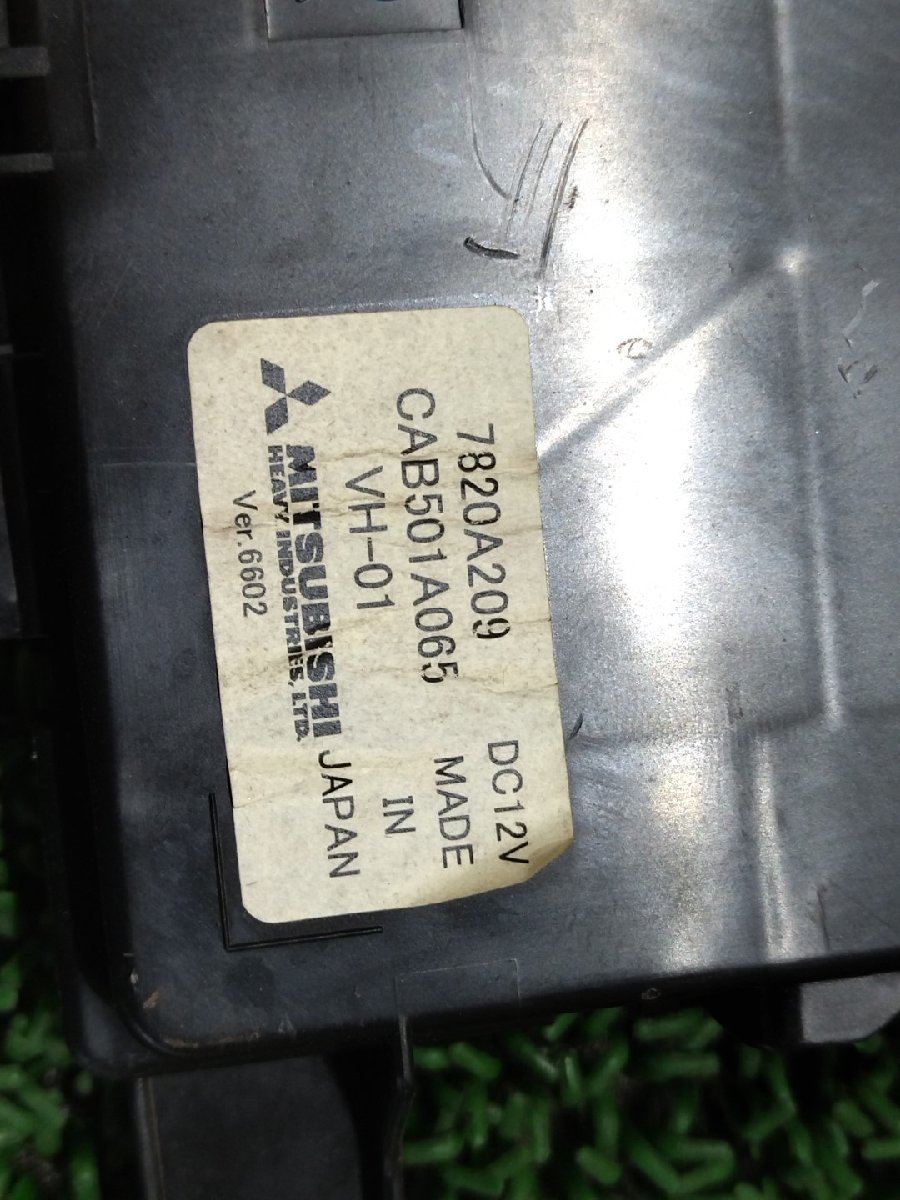 7820A209 DC12V
CAB501A065 MADE
VH-01 IN
MITSUBISHI JAPAN
HEAVY INDUSTRIES, LTD.
Ver.6602